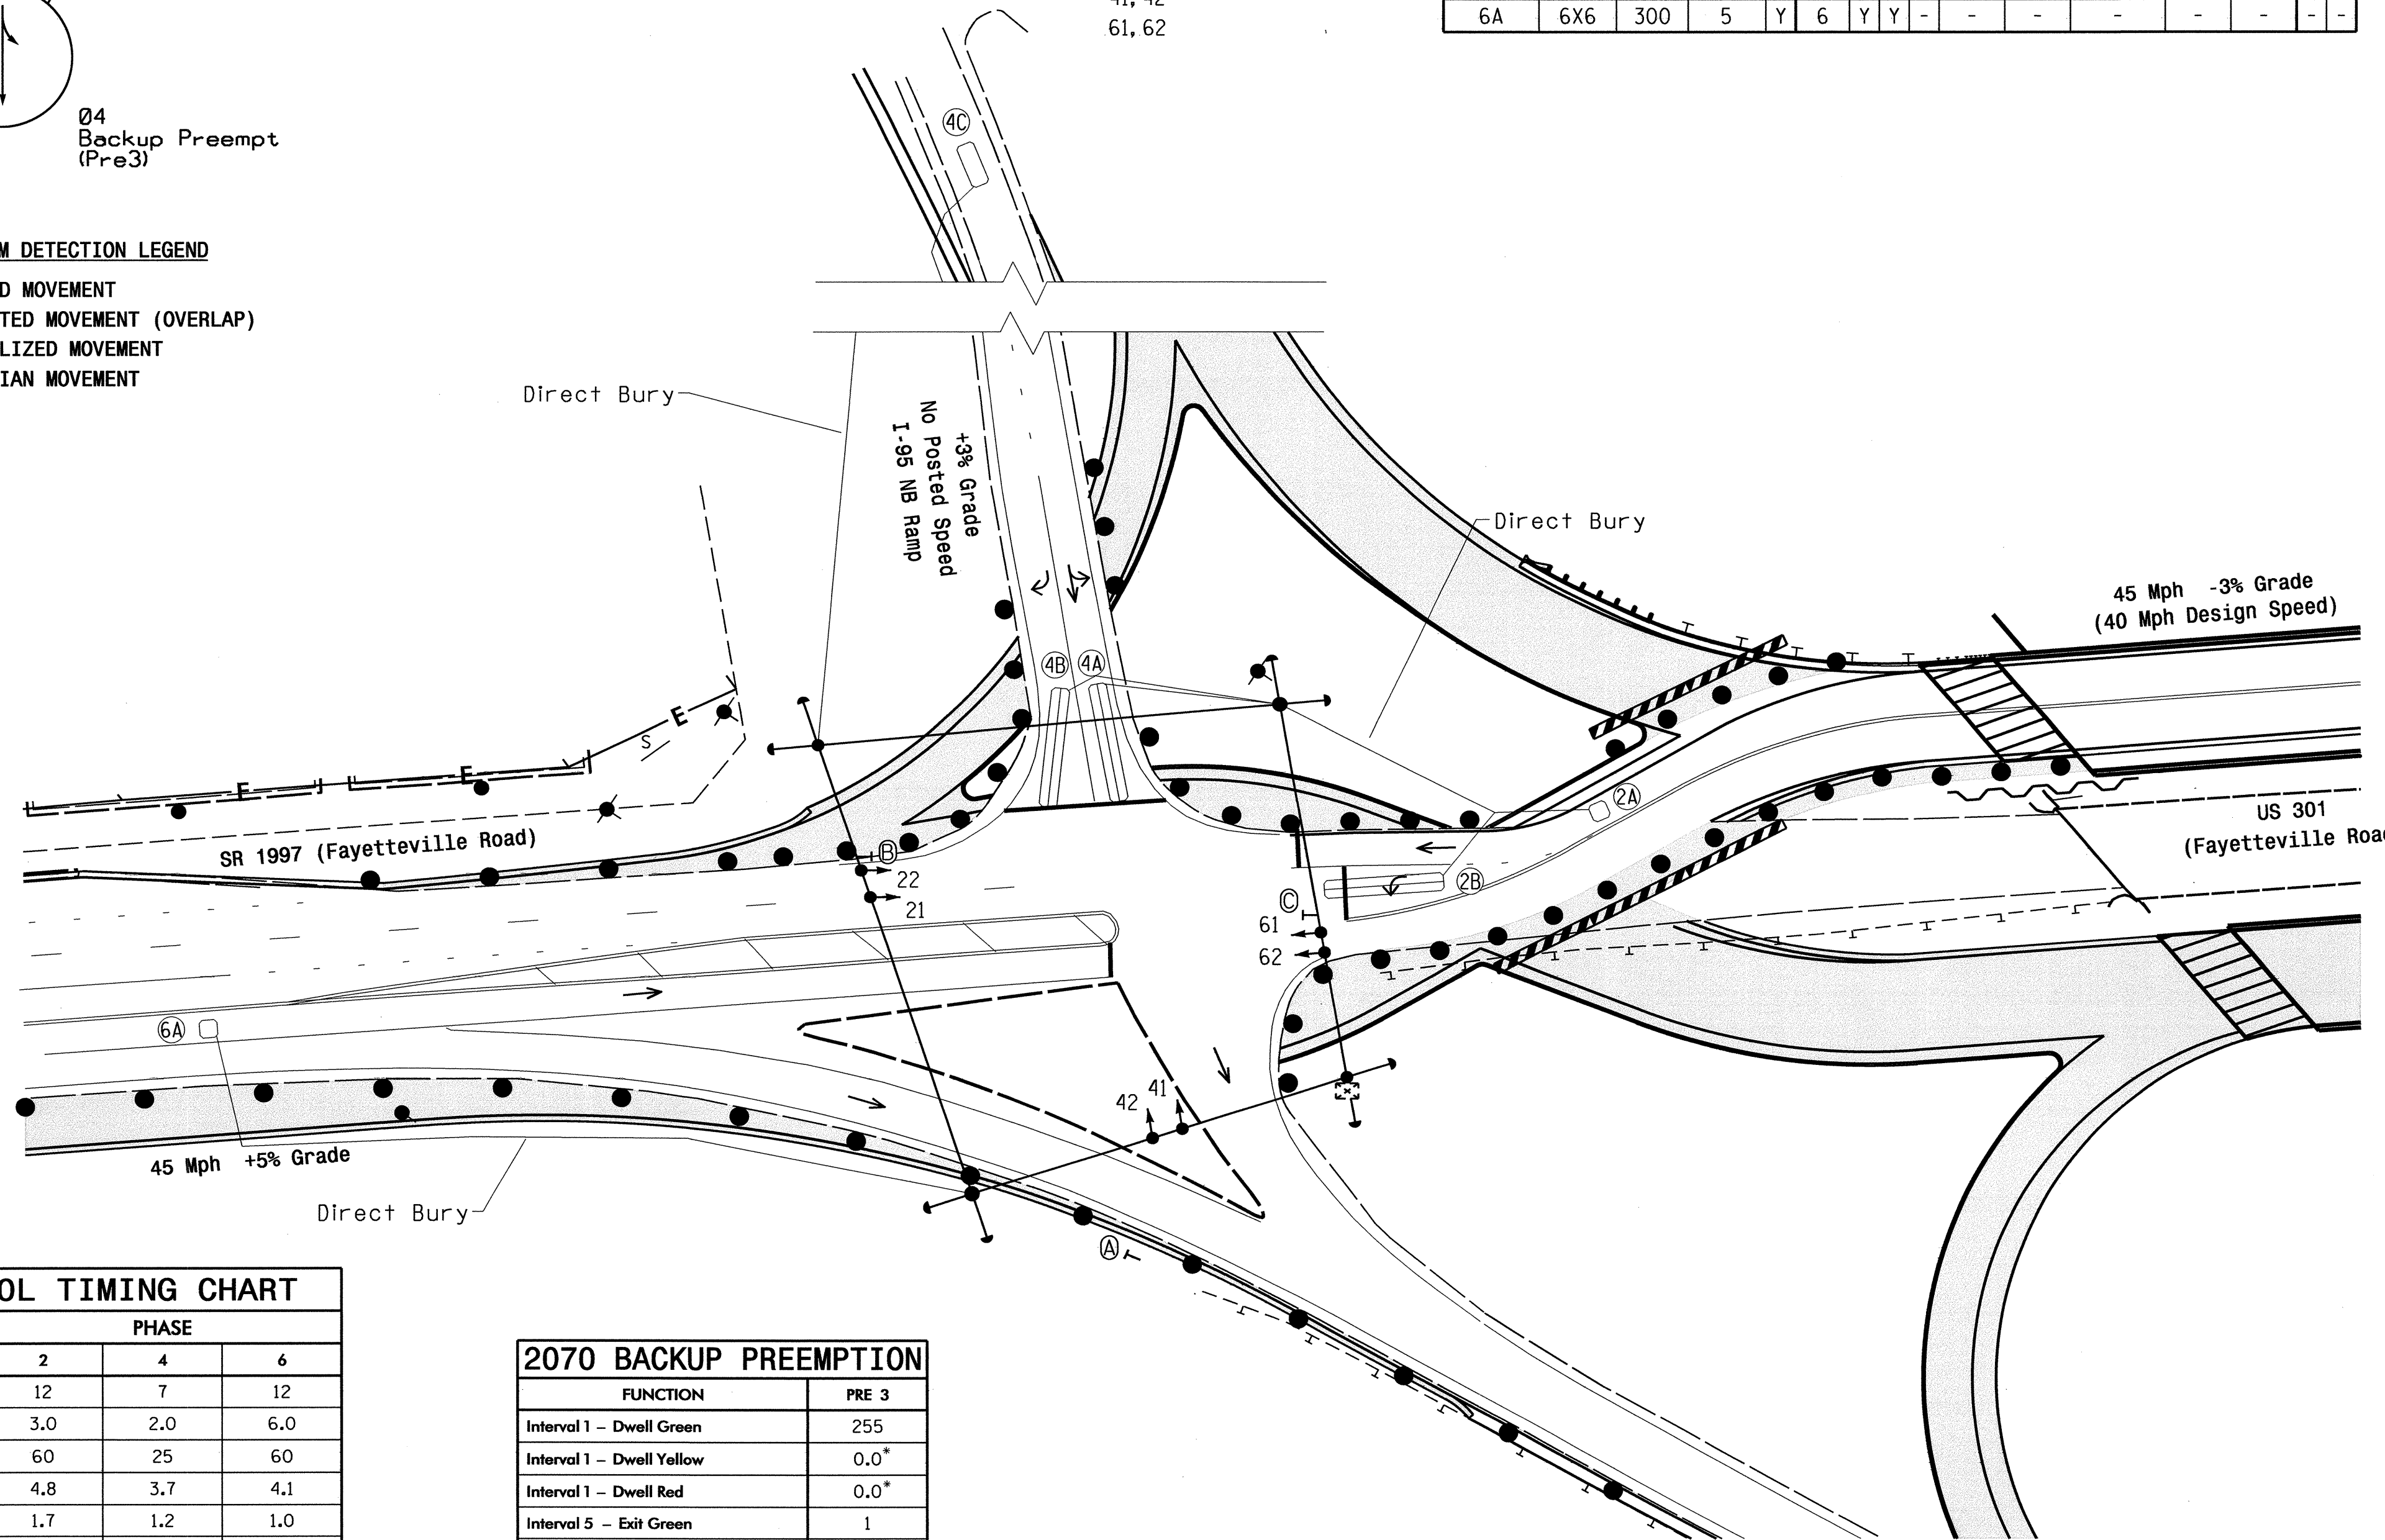 41, 42
61, 62
6A 6X6 300 5 Y 6 Y Y - - - - - - - -
Ø4
Backup Preempt
(Pre3)
M DETECTION LEGEND
D MOVEMENT
TED MOVEMENT (OVERLAP)
LIZED MOVEMENT
IAN MOVEMENT
4C
Direct Bury
+3% Grade
No Posted Speed
I-95 NB Ramp
Direct Bury
45 Mph -3% Grade
(40 Mph Design Speed)
4B 4A
E
S
E
E
2A
US 301
(Fayetteville Roa
SR 1997 (Fayetteville Road)
B
22
21
2B
C
61
62
6A
41
42
45 Mph +5% Grade
Direct Bury
A
OL TIMING CHART
PHASE
2 4 6
12 7 12
3.0 2.0 6.0
60 25 60
4.8 3.7 4.1
1.7 1.2 1.0
2070 BACKUP PREEMPTION
FUNCTION PRE 3
Interval 1 – Dwell Green 255
Interval 1 – Dwell Yellow 0.0*
Interval 1 – Dwell Red 0.0*
Interval 5 – Exit Green 1